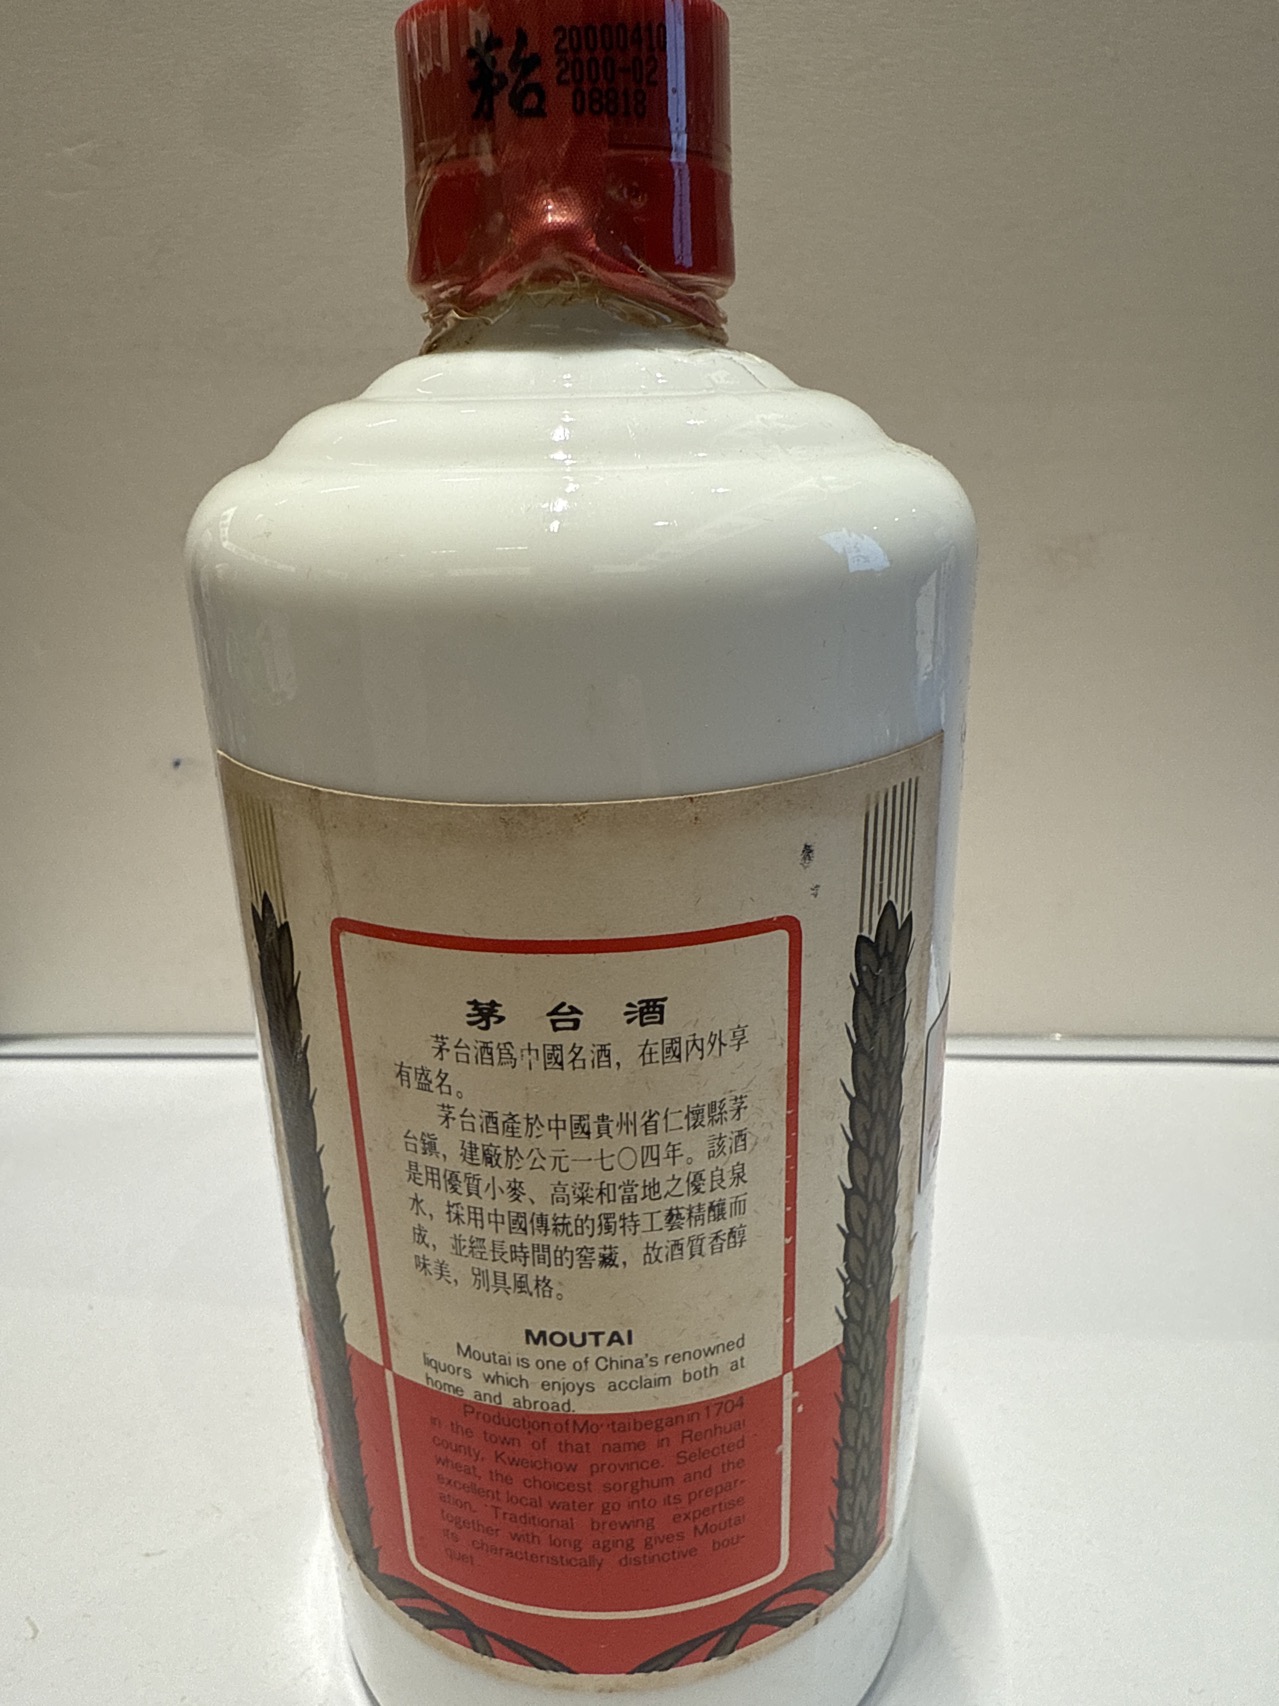 茅台
20000410
2000-02
08818
茅台酒
茅台酒爲中國名酒，在國內外享
有盛名。
茅台酒產於中國貴州省仁懷縣茅
台鎮，建廠於公元一七〇四年。該酒
是用優質小麥、高粱和當地之優良泉
水，採用中國傳統的獨特工藝精釀而
成，並經長時間的窖藏，故酒質香醇
味美，別具風格。
MOUTAI
Moutai is one of China's renowned
liquors which enjoys acclaim both at
home and abroad.
Production of Moutai began in 1704
in the town of that name in Renhuai
county, Kweichow province. Selected
wheat, the choicest sorghum and the
excellent local water go into its prepar-
ation. Traditional brewing expertise
together with long aging gives Moutai
its characteristically distinctive bou-
quet